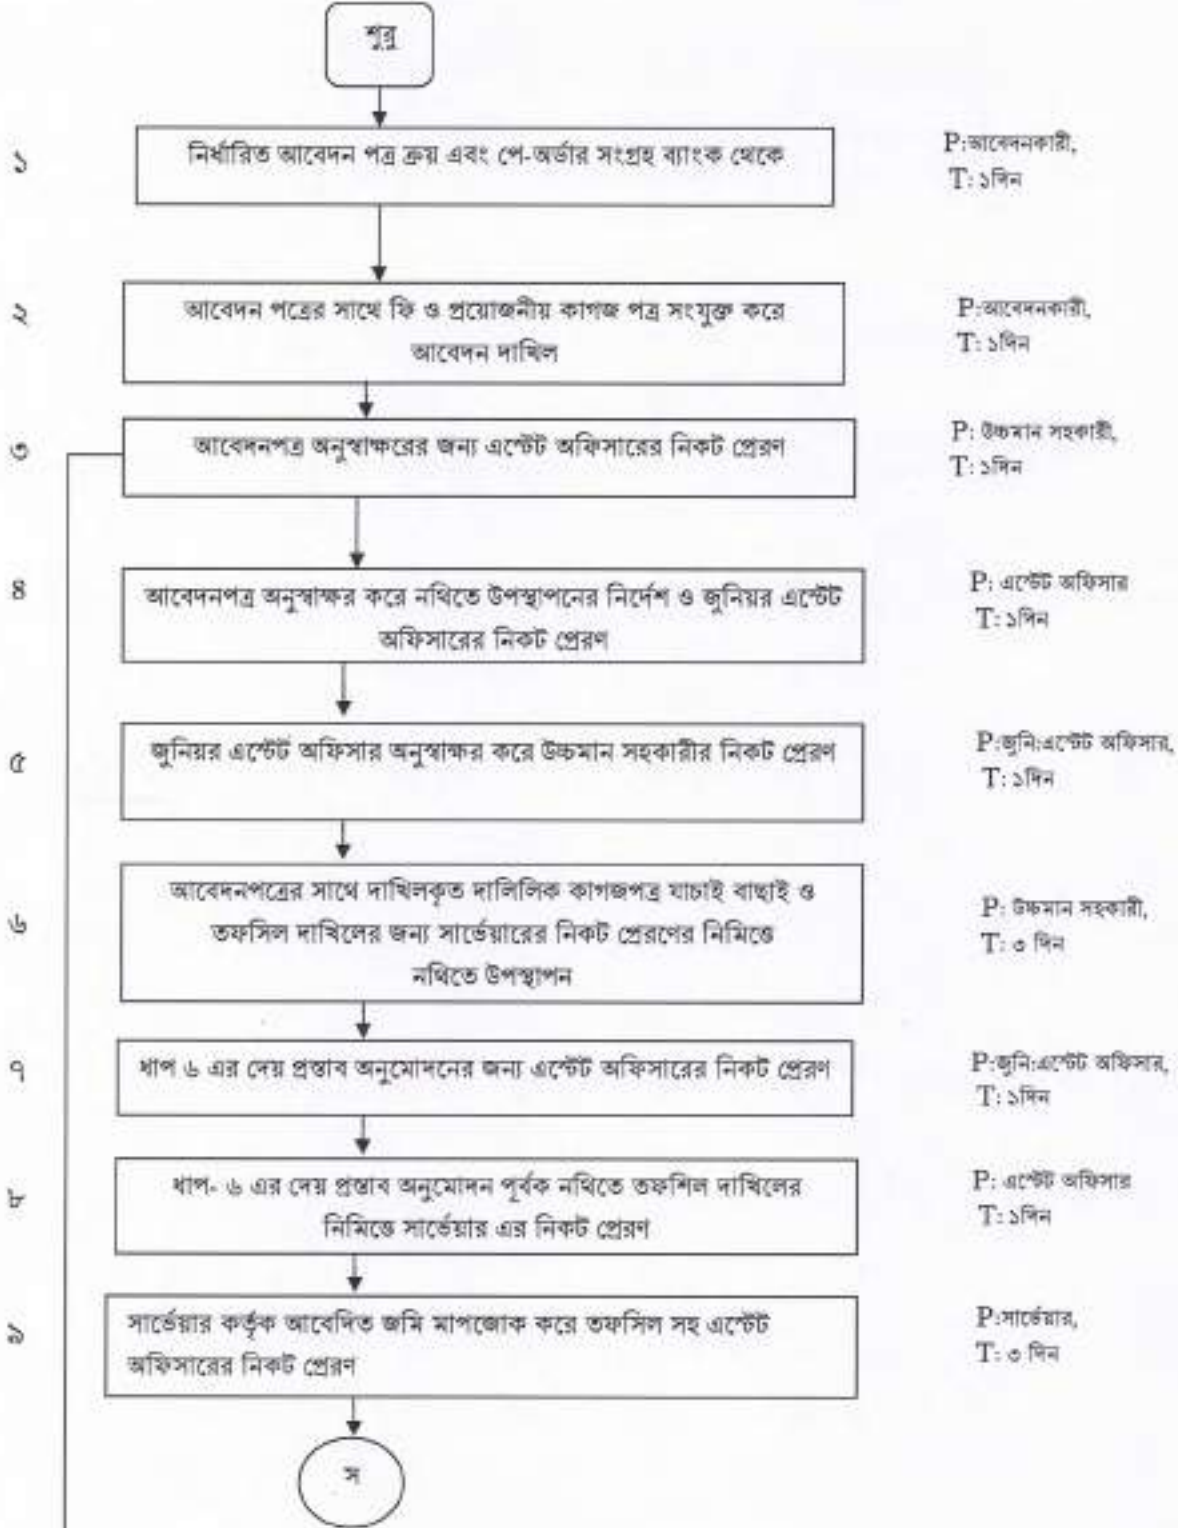 শুরু
১
নির্ধারিত আবেদন পত্র ক্রয় এবং পে-অর্ডার সংগ্রহ ব্যাংক থেকে
P:আবেদনকারী,
T: ১দিন
২
আবেদন পত্রের সাথে ফি ও প্রয়োজনীয় কাগজ পত্র সংযুক্ত করে
আবেদন দাখিল
P:আবেদনকারী,
T: ১দিন
৩
আবেদনপত্র অনুস্বাক্ষরের জন্য এস্টেট অফিসারের নিকট প্রেরণ
P: উচ্চমান সহকারী,
T: ১দিন
৪
আবেদনপত্র অনুস্বাক্ষর করে নথিতে উপস্থাপনের নির্দেশ ও জুনিয়র এস্টেট
অফিসারের নিকট প্রেরণ
P: এস্টেট অফিসার
T: ১দিন
৫
জুনিয়র এস্টেট অফিসার অনুস্বাক্ষর করে উচ্চমান সহকারীর নিকট প্রেরণ
P:জুনি:এস্টেট অফিসার,
T: ১দিন
৬
আবেদনপত্রের সাথে দাখিলকৃত দালিলিক কাগজপত্র যাচাই বাছাই ও
তফসিল দাখিলের জন্য সার্ভেয়ারের নিকট প্রেরণের নিমিত্তে
নথিতে উপস্থাপন
P: উচ্চমান সহকারী,
T: ৩ দিন
৭
ধাপ ৬ এর দেয় প্রস্তাব অনুমোদনের জন্য এস্টেট অফিসারের নিকট প্রেরণ
P:জুনি:এস্টেট অফিসার,
T: ১দিন
৮
ধাপ- ৬ এর দেয় প্রস্তাব অনুমোদন পূর্বক নথিতে তফশিল দাখিলের
নিমিত্তে সার্ভেয়ার এর নিকট প্রেরণ
P: এস্টেট অফিসার
T: ১দিন
৯
সার্ভেয়ার কর্তৃক আবেদিত জমি মাপজোক করে তফসিল সহ এস্টেট
অফিসারের নিকট প্রেরণ
P:সার্ভেয়ার,
T: ৩ দিন
স